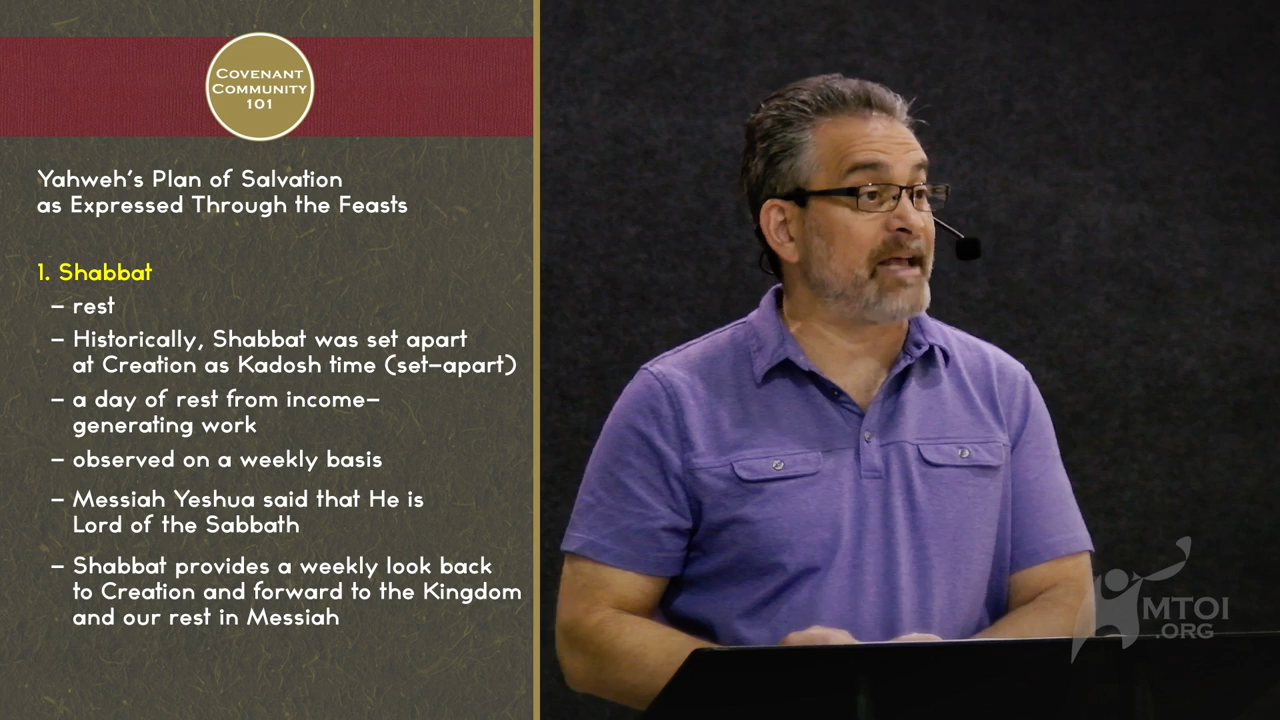 COVENANT
COMMUNITY
101
Yahweh's Plan of Salvation
as Expressed Through the Feasts
1. Shabbat
– rest
– Historically, Shabbat was set apart
at Creation as Kadosh time (set-apart)
– a day of rest from income-
generating work
– observed on a weekly basis
– Messiah Yeshua said that He is
Lord of the Sabbath
– Shabbat provides a weekly look back
to Creation and forward to the Kingdom
and our rest in Messiah
MTOI
.ORG